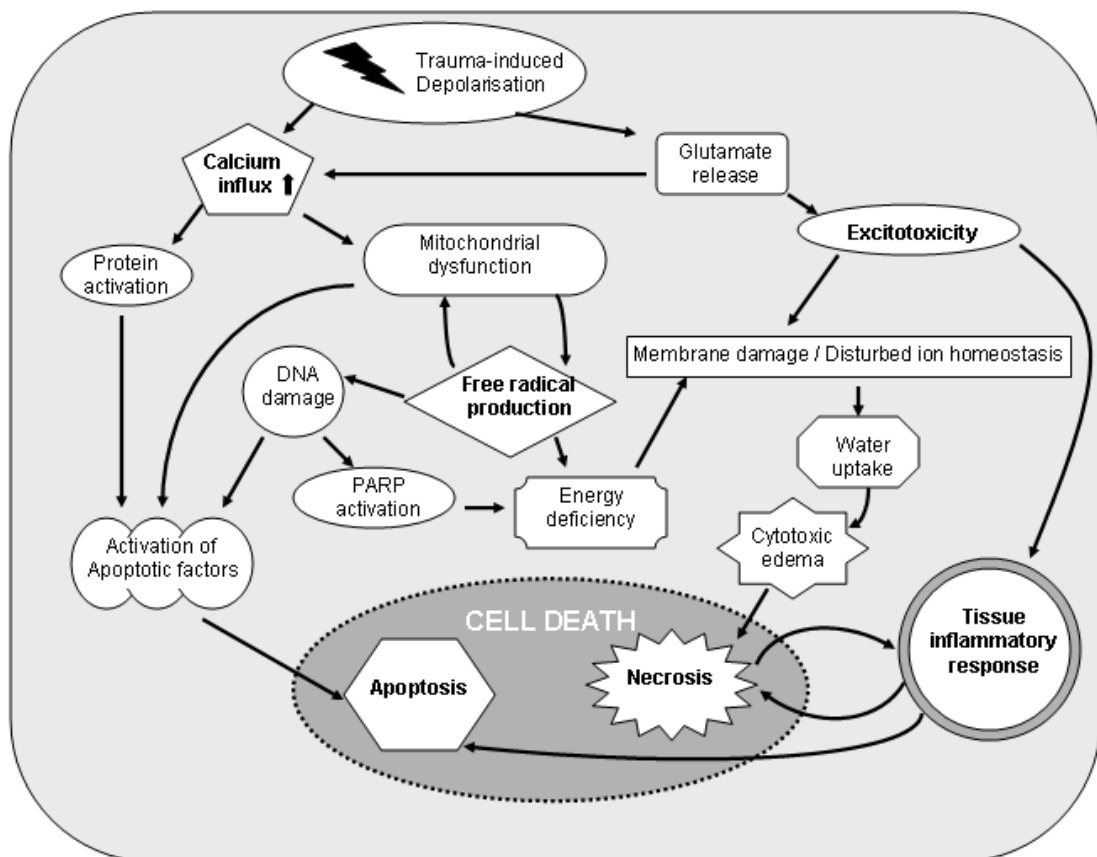 Trauma-induced
Depolarisation
Calcium
influx
Glutamate
release
Excitotoxicity
Protein
activation
Mitochondrial
dysfunction
Membrane damage / Disturbed ion homeostasis
DNA
damage
Free radical
production
Water
uptake
PARP
activation
Energy
deficiency
Cytotoxic
edema
Activation of
Apoptotic factors
CELL DEATH
Tissue
inflammatory
response
Apoptosis
Necrosis